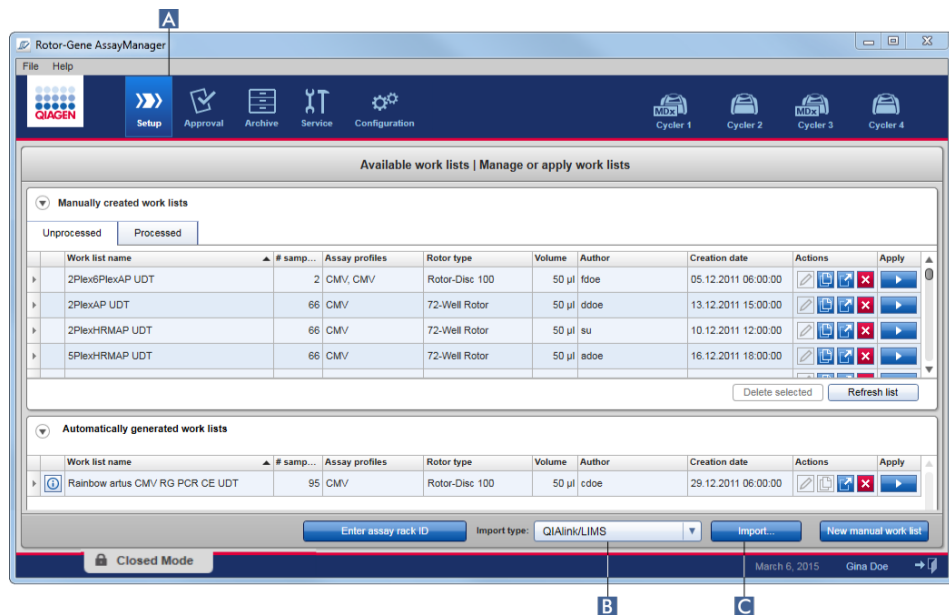 A
Rotor-Gene AssayManager
File Help
QIAGEN
Setup Approval Archive Service Configuration MDx Cycler 1 Cycler 2 MDx Cycler 3 Cycler 4
Available work lists | Manage or apply work lists
Manually created work lists
Unprocessed Processed
Work list name # samp... Assay profiles Rotor type Volume Author Creation date Actions Apply
2Plex6PlexAP UDT 2 CMV, CMV Rotor-Disc 100 50 µl fdoe 05.12.2011 06:00:00
2PlexAP UDT 66 CMV 72-Well Rotor 50 µl ddoe 13.12.2011 15:00:00
2PlexHRMAP UDT 66 CMV 72-Well Rotor 50 µl su 10.12.2011 12:00:00
5PlexHRMAP UDT 66 CMV 72-Well Rotor 50 µl adoe 16.12.2011 18:00:00
Delete selected Refresh list
Automatically generated work lists
Work list name # samp... Assay profiles Rotor type Volume Author Creation date Actions Apply
Rainbow artus CMV RG PCR CE UDT 95 CMV Rotor-Disc 100 50 µl cdoe 29.12.2011 06:00:00
Enter assay rack ID Import type: QIAlink/LIMS Import... New manual work list
Closed Mode March 6, 2015 Gina Doe
B C